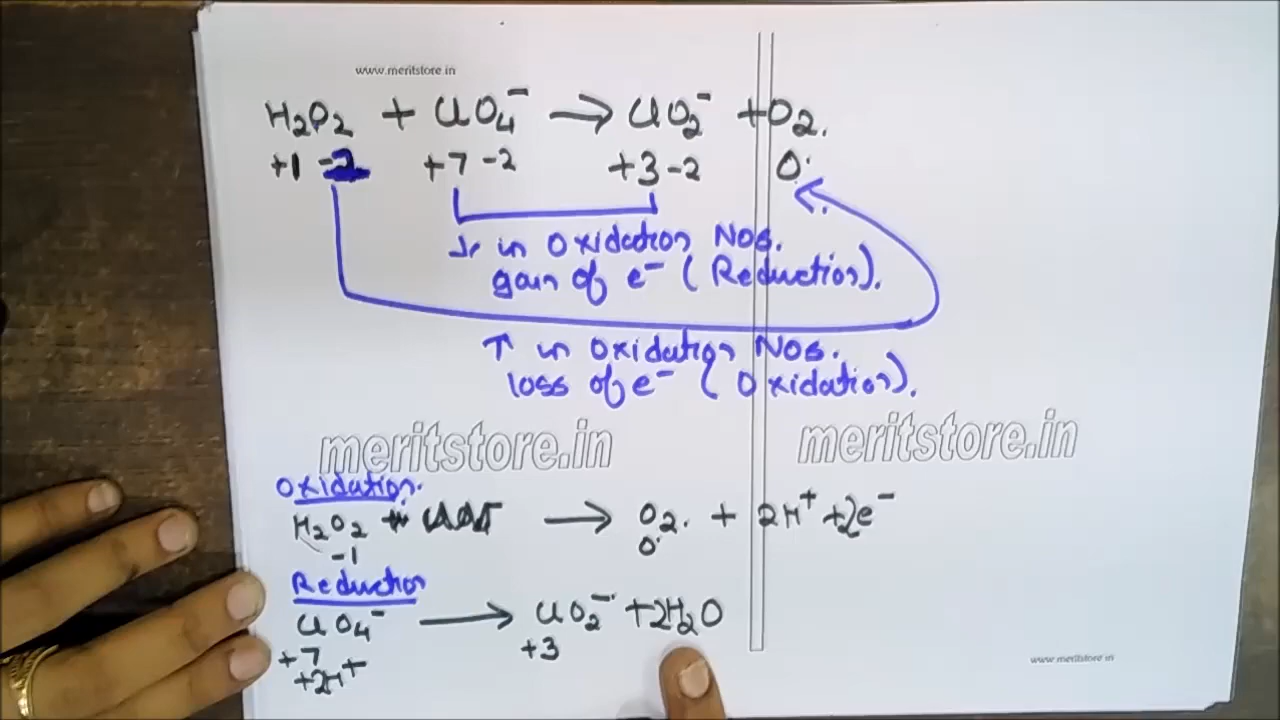 www.meritstore.in
H₂O₂ + ClO₄⁻ → ClO₂⁻ + O₂.
+1 -2 +7 -2 +3 -2 0
↓ in Oxidation Nos.
gain of e⁻ (Reduction).
↑ in Oxidation Nos.
loss of e⁻ (Oxidation).
meritstore.in meritstore.in
Oxidation.
H₂O₂ → O₂. + 2H⁺ + 2e⁻
-1 0
Reduction
ClO₄⁻ → ClO₂⁻ + 2H₂O
+7 +3
+2H⁺
www.meritstore.in